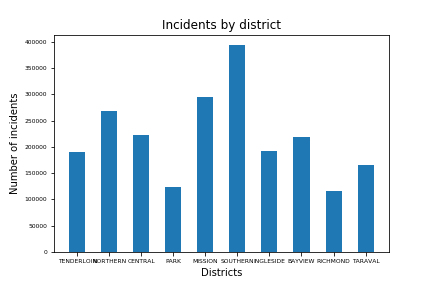 Incidents by district
Number of incidents
400000
350000
300000
250000
200000
150000
100000
50000
0
TENDERLOIN NORTHERN CENTRAL PARK MISSION SOUTHERN INGLESIDE BAYVIEW RICHMOND TARAVAL
Districts